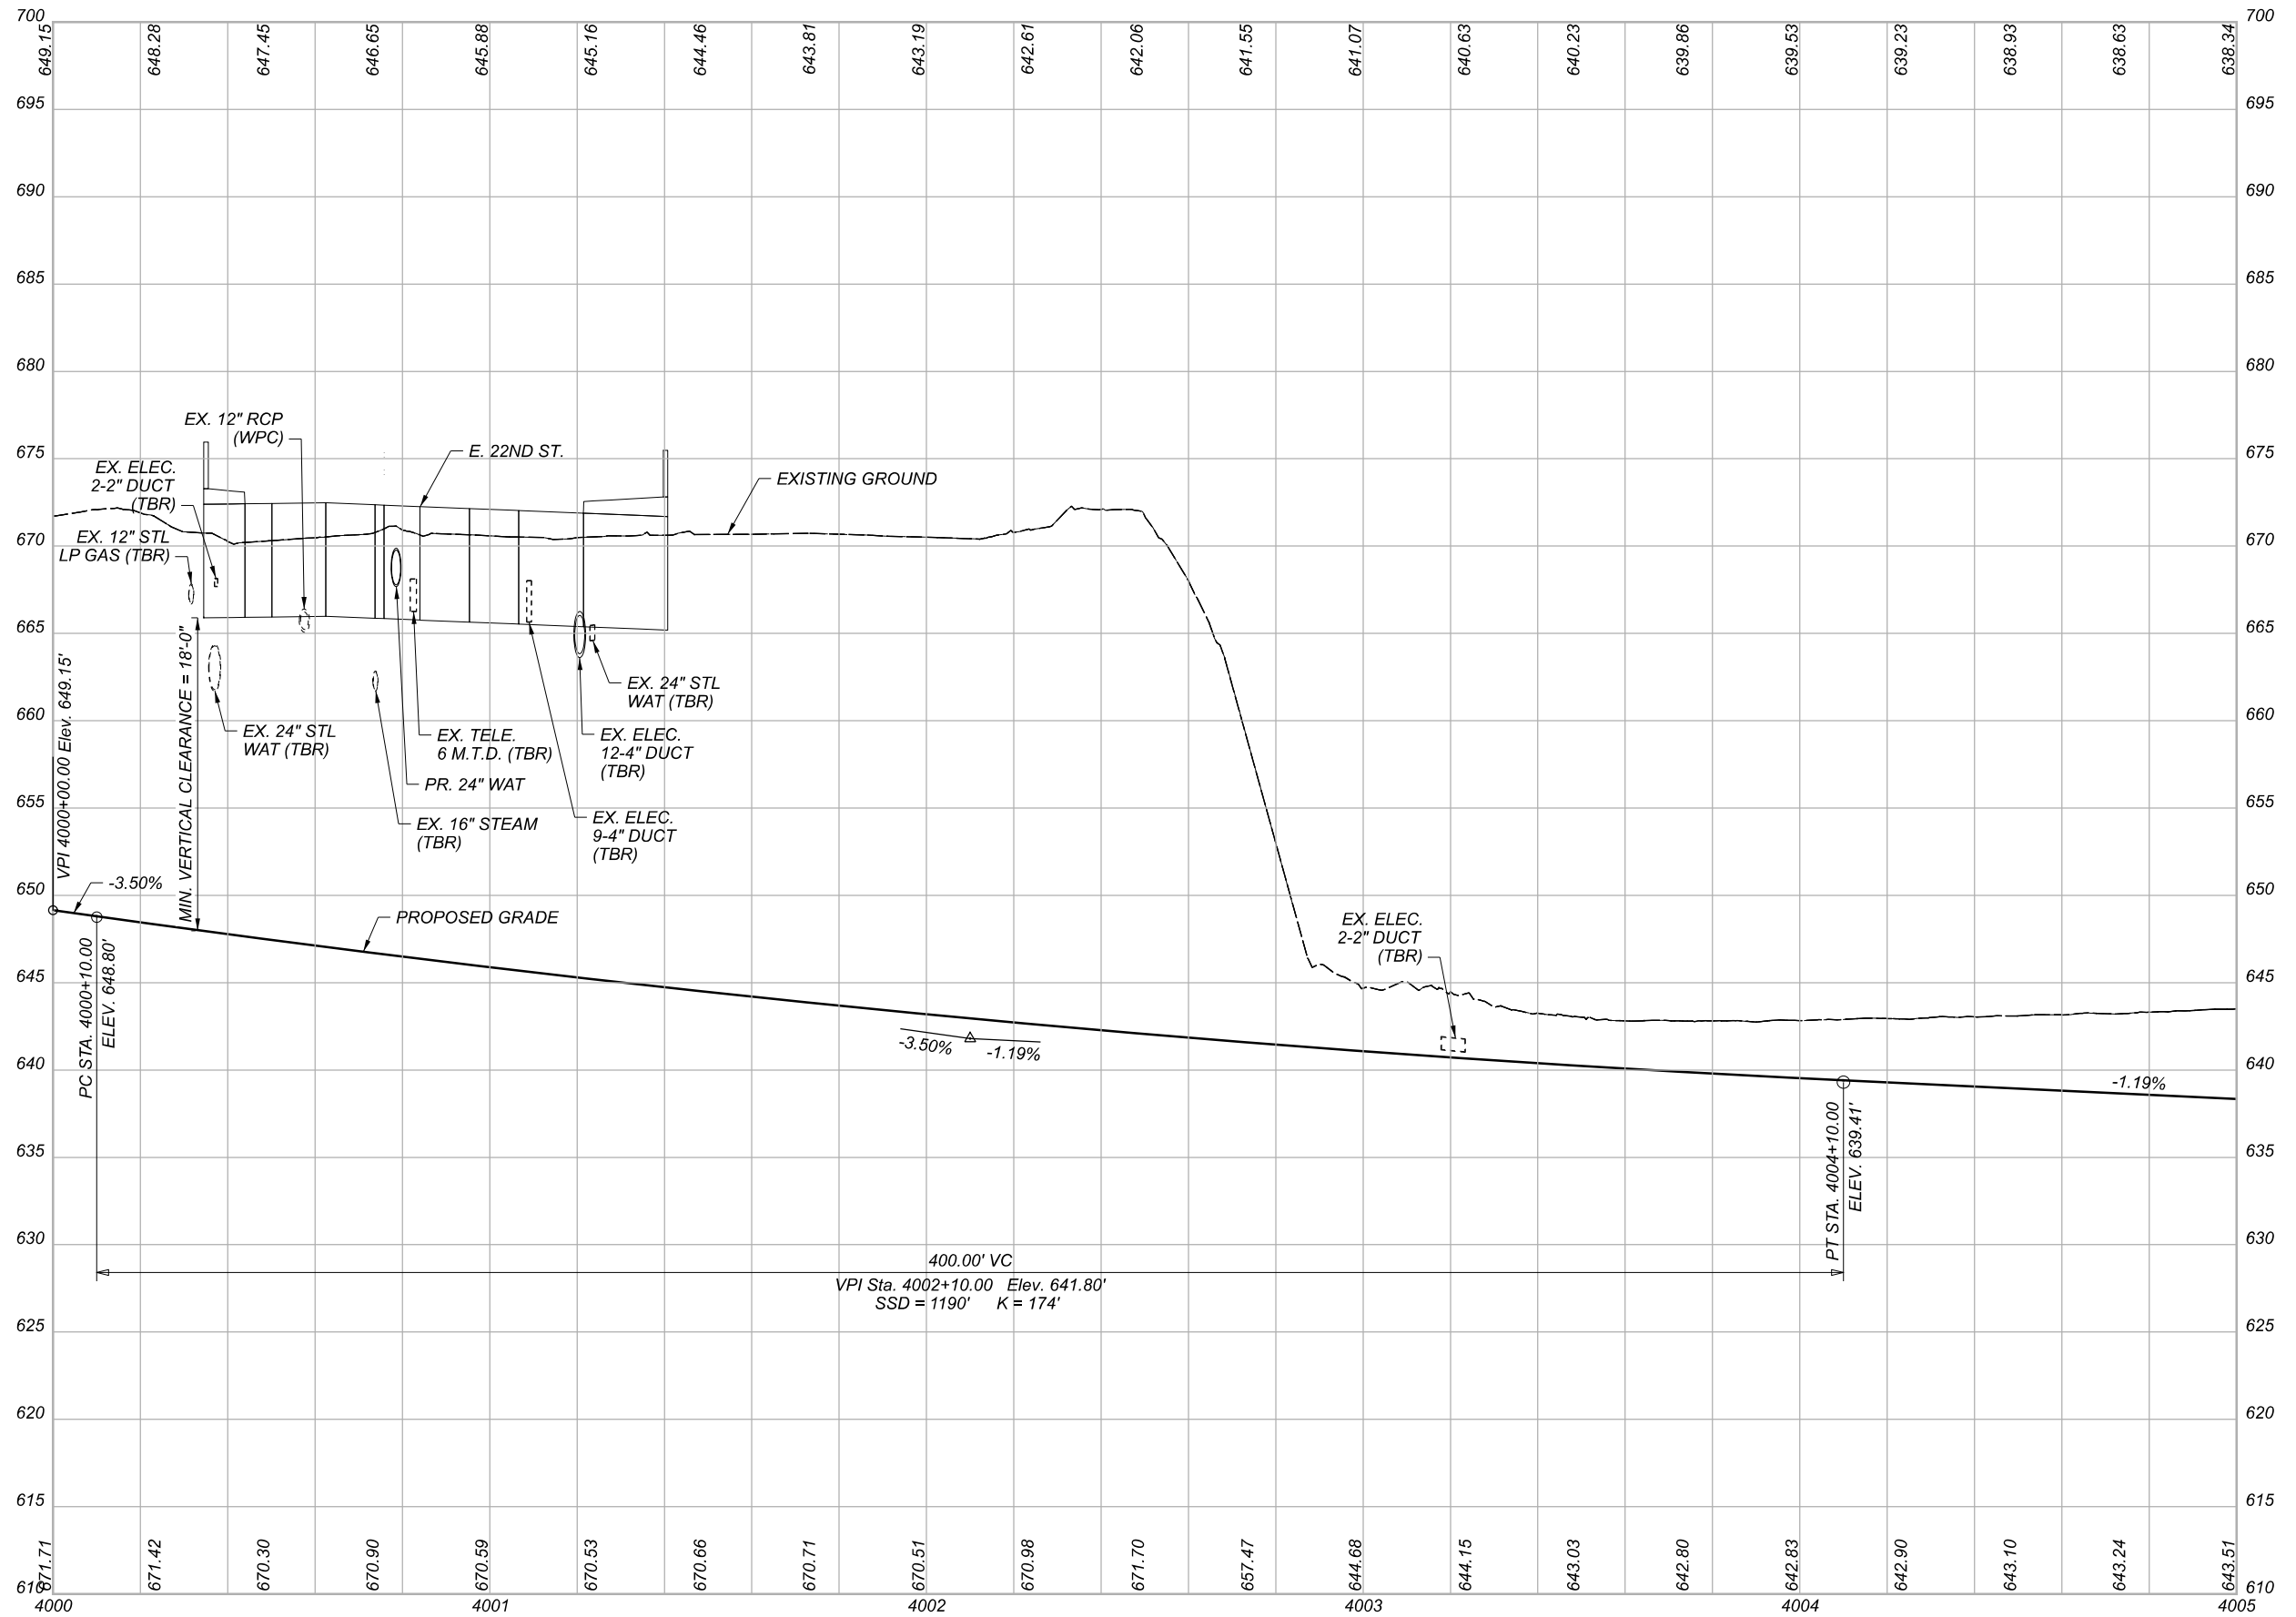 700
649.15 648.28 647.45 646.65 645.88 645.16 644.46 643.81 643.19 642.61 642.06 641.55 641.07 640.63 640.23 639.86 639.53 639.23 638.93 638.63 638.34
700
695
695
690
690
685
685
680
680
675
675
670
670
665
665
660
660
655
655
650
650
645
645
640
640
635
635
630
630
625
625
620
620
615
615
610
610
EX. 12" RCP
(WPC)
E. 22ND ST.
EX. ELEC.
2-2" DUCT
(TBR)
EXISTING GROUND
EX. 12" STL
LP GAS (TBR)
EX. 24" STL
WAT (TBR)
EX. 24" STL
WAT (TBR)
EX. TELE.
6 M.T.D. (TBR)
EX. ELEC.
12-4" DUCT
(TBR)
PR. 24" WAT
EX. 16" STEAM
(TBR)
EX. ELEC.
9-4" DUCT
(TBR)
VPI 4000+00.00 Elev. 649.15'
MIN. VERTICAL CLEARANCE = 18'-0"
-3.50%
PROPOSED GRADE
PC STA. 4000+10.00
ELEV. 648.80'
EX. ELEC.
2-2" DUCT
(TBR)
-3.50%
-1.19%
-1.19%
PT STA. 4004+10.00
ELEV. 639.41'
400.00' VC
VPI Sta. 4002+10.00 Elev. 641.80'
SSD = 1190' K = 174'
671.71 671.42 670.30 670.90 670.59 670.53 670.66 670.71 670.51 670.98 671.70 657.47 644.68 644.15 643.03 642.80 642.83 642.90 643.10 643.24 643.51
4000 4001 4002 4003 4004 4005